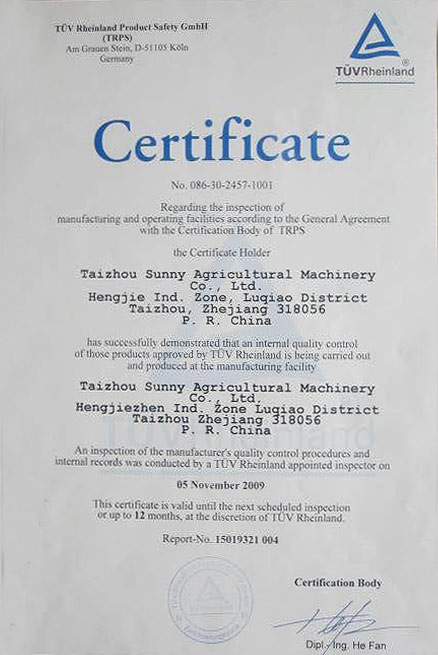 TÜV Rheinland Product Safety GmbH
(TRPS)
Am Grauen Stein, D-51105 Köln
Germany
TÜVRheinland®
Certificate
No. 086-30-2457-1001
Regarding the inspection of
manufacturing and operating facilities according to the General Agreement
with the Certification Body of TRPS
the Certificate Holder
Taizhou Sunny Agricultural Machinery
Co., Ltd.
Hengjie Ind. Zone, Luqiao District
Taizhou, Zhejiang 318056
P. R. China
has successfully demonstrated that an internal quality control
of those products approved by TÜV Rheinland is being carried out
and produced at the manufacturing facility
Taizhou Sunny Agricultural Machinery
Co., Ltd.
Hengjiezhen Ind. Zone Luqiao District
Taizhou Zhejiang 318056
P. R. China
An inspection of the manufacturer's quality control procedures and
internal records was conducted by a TÜV Rheinland appointed inspector on
05 November 2009
This certificate is valid until the next scheduled inspection
or up to 12 months, at the discretion of TÜV Rheinland.
Report-No. 15019321 004
Certification Body
Dipl.-Ing. He Fan